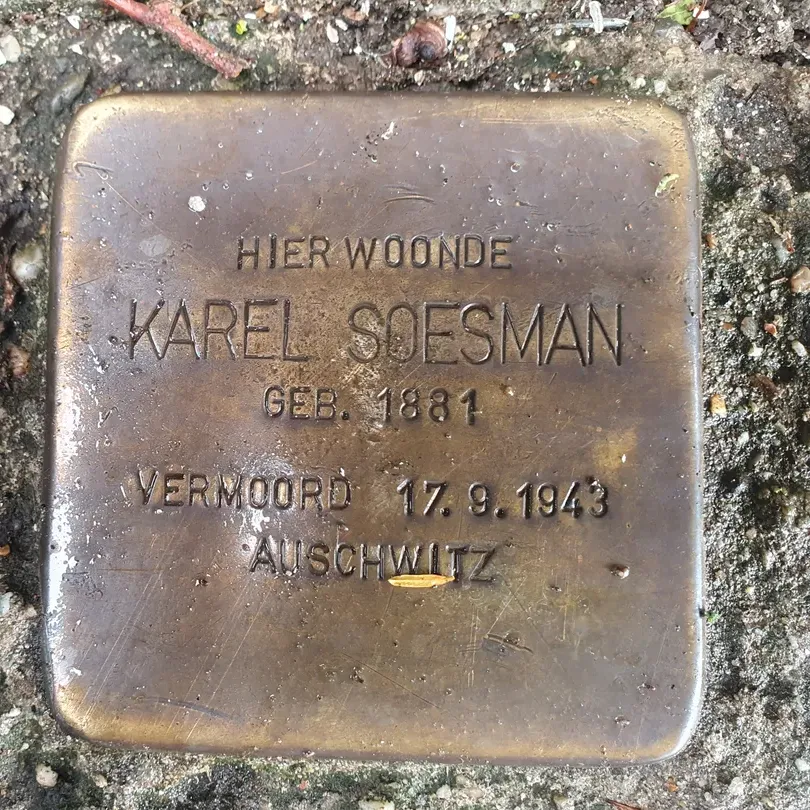 HIER WOONDE
KAREL SOESMAN
GEB. 1881
VERMOORD 17.9.1943
AUSCHWITZ